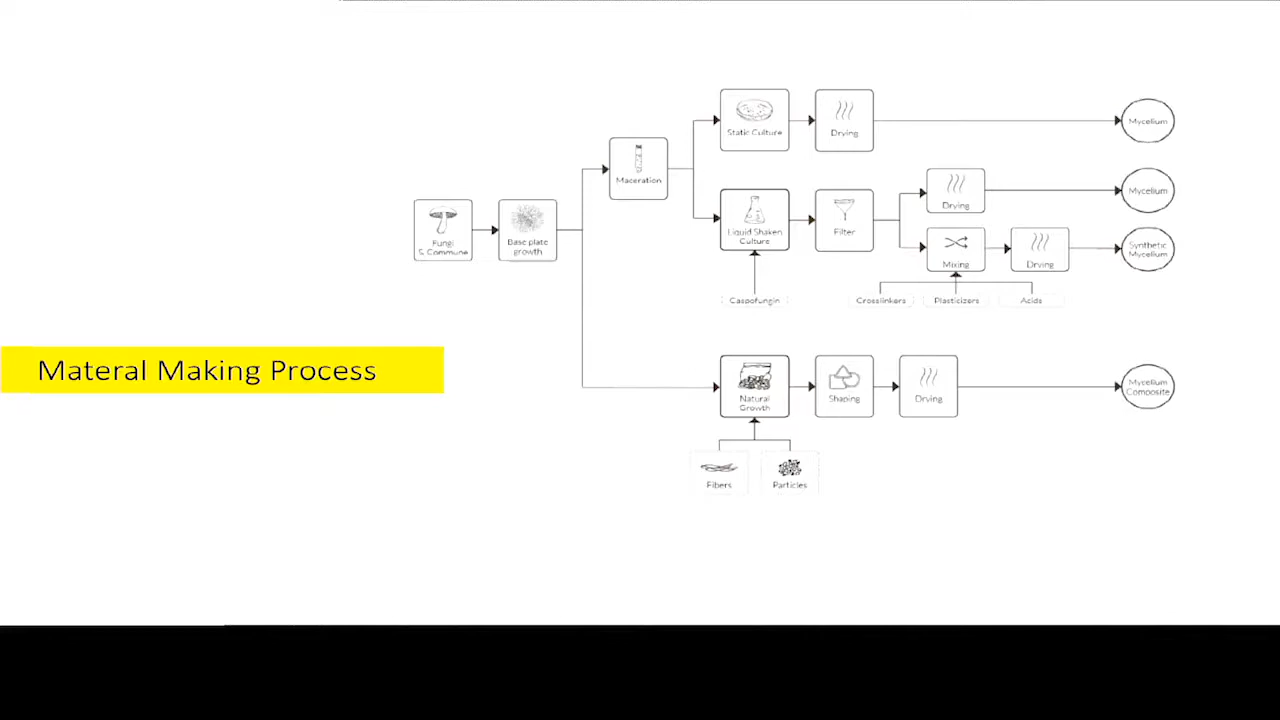 Static Culture
Drying
Mycelium
Maceration
Drying
Mycelium
Fungi
& Commune
Base plate
growth
Liquid Shaken
Culture
Filter
Mixing
Drying
Synthetic
Mycelium
Caspofungin
Crosslinkers
Plasticizers
Acids
Materal Making Process
Natural
Growth
Shaping
Drying
Mycelium
Composite
Fibers
Particles